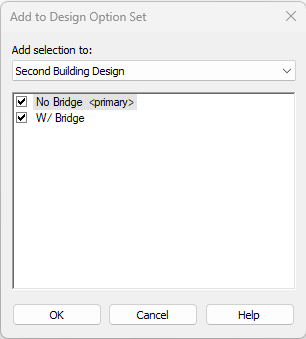 Add to Design Option Set
Add selection to:
Second Building Design
No Bridge <primary>
W/ Bridge
OK
Cancel
Help